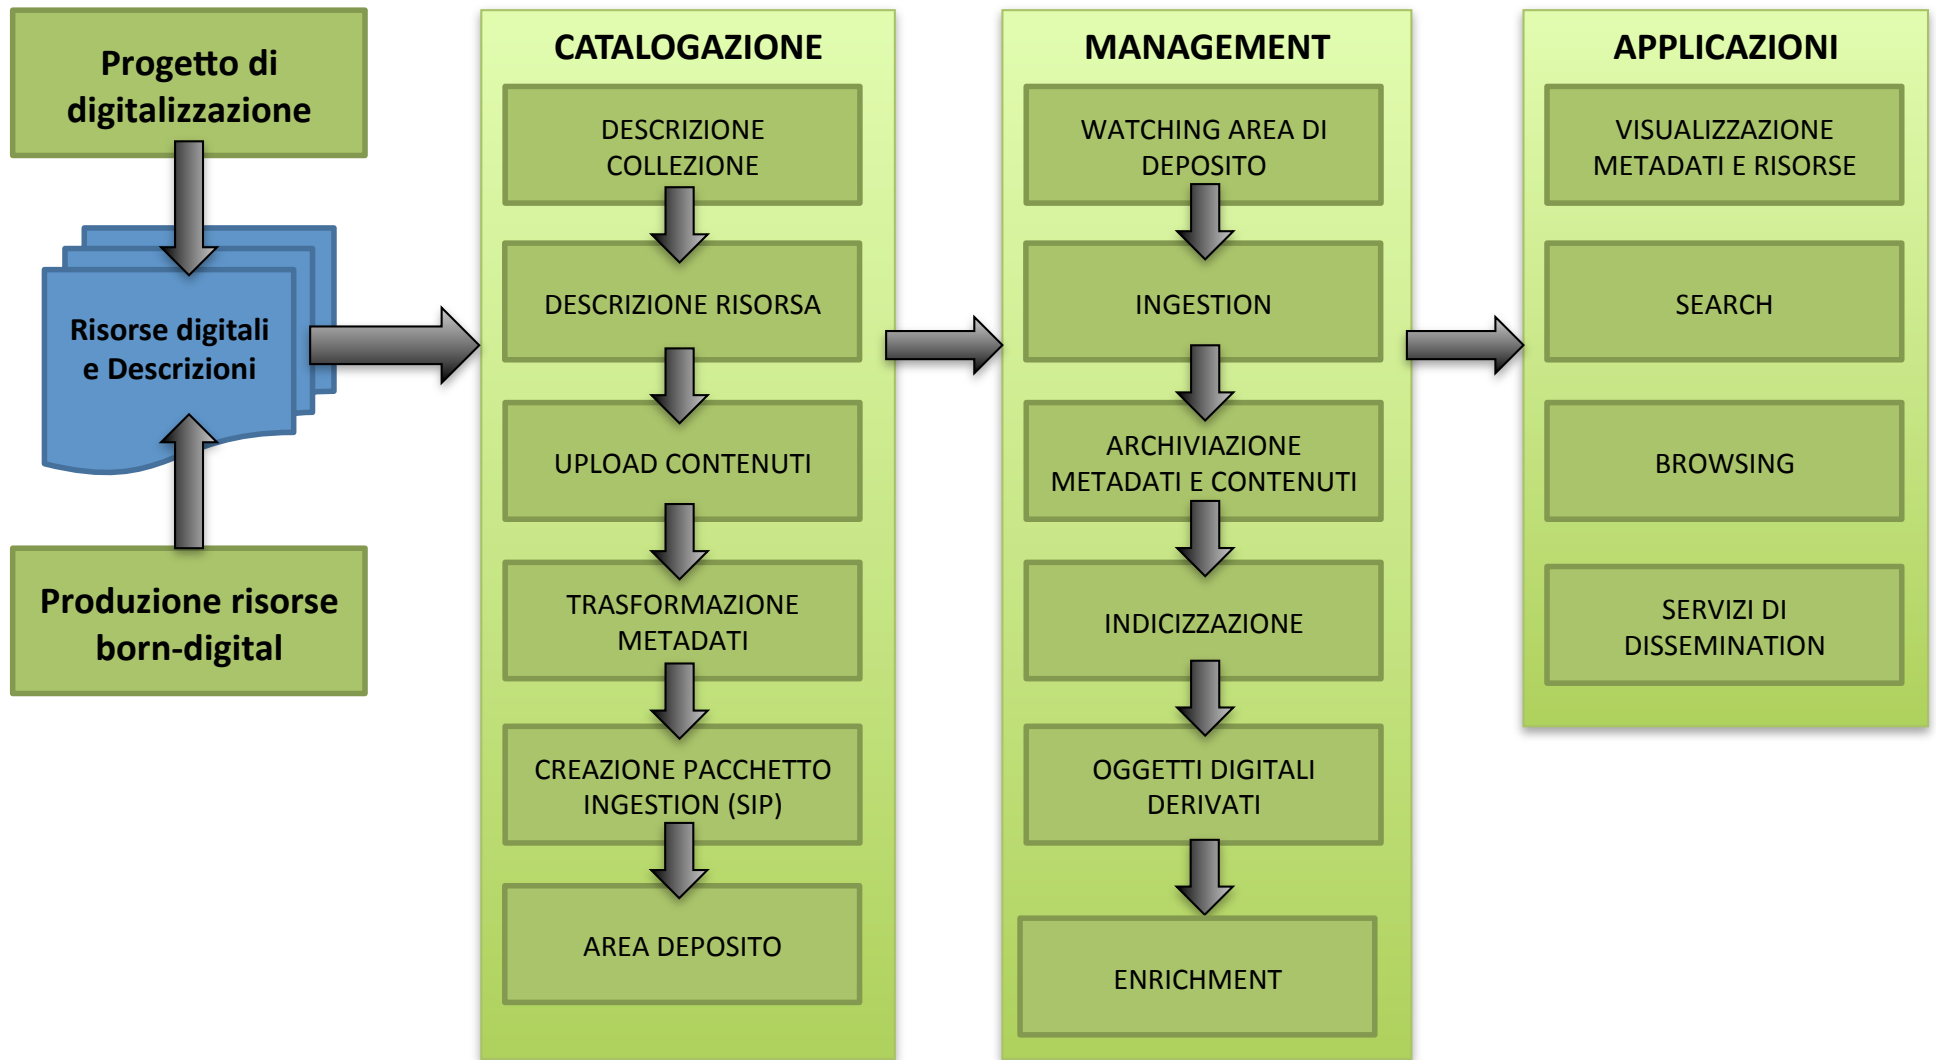 Progetto di
digitalizzazione
Risorse digitali
e Descrizioni
Produzione risorse
born-digital
CATALOGAZIONE
DESCRIZIONE
COLLEZIONE
DESCRIZIONE RISORSA
UPLOAD CONTENUTI
TRASFORMAZIONE
METADATI
CREAZIONE PACCHETTO
INGESTION (SIP)
AREA DEPOSITO
MANAGEMENT
WATCHING AREA DI
DEPOSITO
INGESTION
ARCHIVIAZIONE
METADATI E CONTENUTI
INDICIZZAZIONE
OGGETTI DIGITALI
DERIVATI
ENRICHMENT
APPLICAZIONI
VISUALIZZAZIONE
METADATI E RISORSE
SEARCH
BROWSING
SERVIZI DI
DISSEMINATION